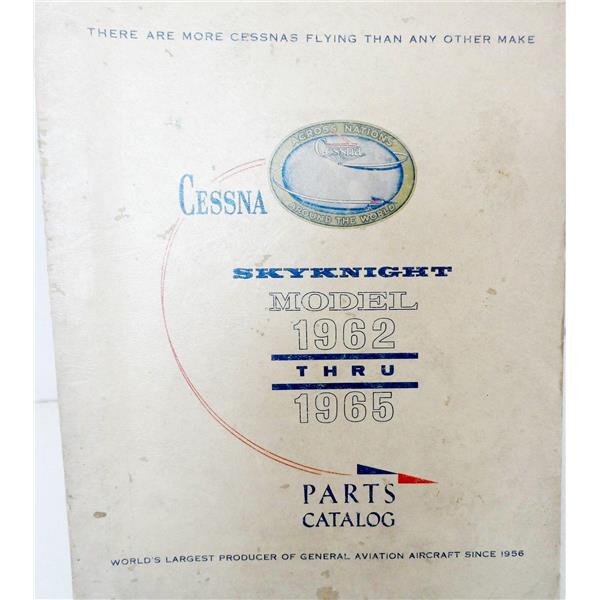 THERE ARE MORE CESSNAS FLYING THAN ANY OTHER MAKE
ACROSS NATIONS
Cessna
AROUND THE WORLD
CESSNA
SKYKNIGHT
MODEL
1962
THRU
1965
PARTS
CATALOG
WORLD'S LARGEST PRODUCER OF GENERAL AVIATION AIRCRAFT SINCE 1956